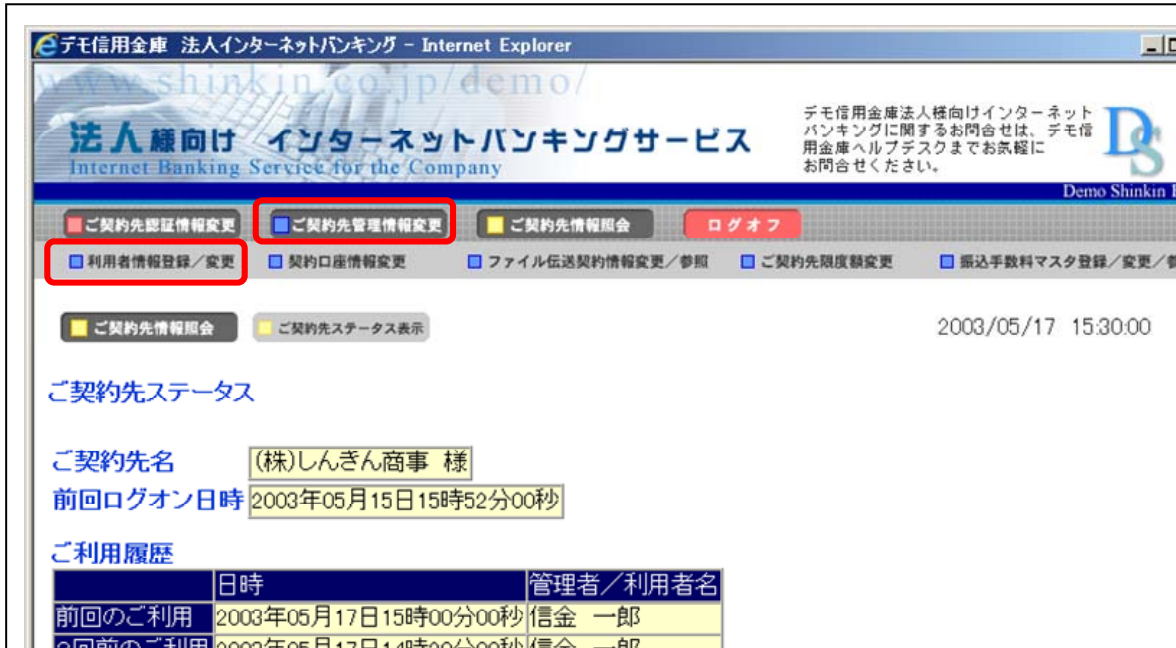 デモ信用金庫 法人インターネットバンキング - Internet Explorer
www.shinkin.co.jp/demo/
法人様向け インターネットバンキングサービス
Internet Banking Service for the Company
デモ信用金庫法人様向けインターネット
バンキングに関するお問合せは、デモ信
用金庫ヘルプデスクまでお気軽に
お問合せください。
DS
Demo Shinkin
ご契約先認証情報変更 ご契約先管理情報変更 ご契約先情報照会 ログオフ
利用者情報登録／変更 契約口座情報変更 ファイル伝送契約情報変更／参照 ご契約先限度額変更 振込手数料マスタ登録／変更／
ご契約先情報照会 ご契約先ステータス表示 2003/05/17 15:30:00
ご契約先ステータス
ご契約先名 (株)しんきん商事 様
前回ログオン日時 2003年05月15日15時52分00秒
ご利用履歴
日時 管理者／利用者名
前回のご利用 2003年05月17日15時00分00秒 信金 一郎